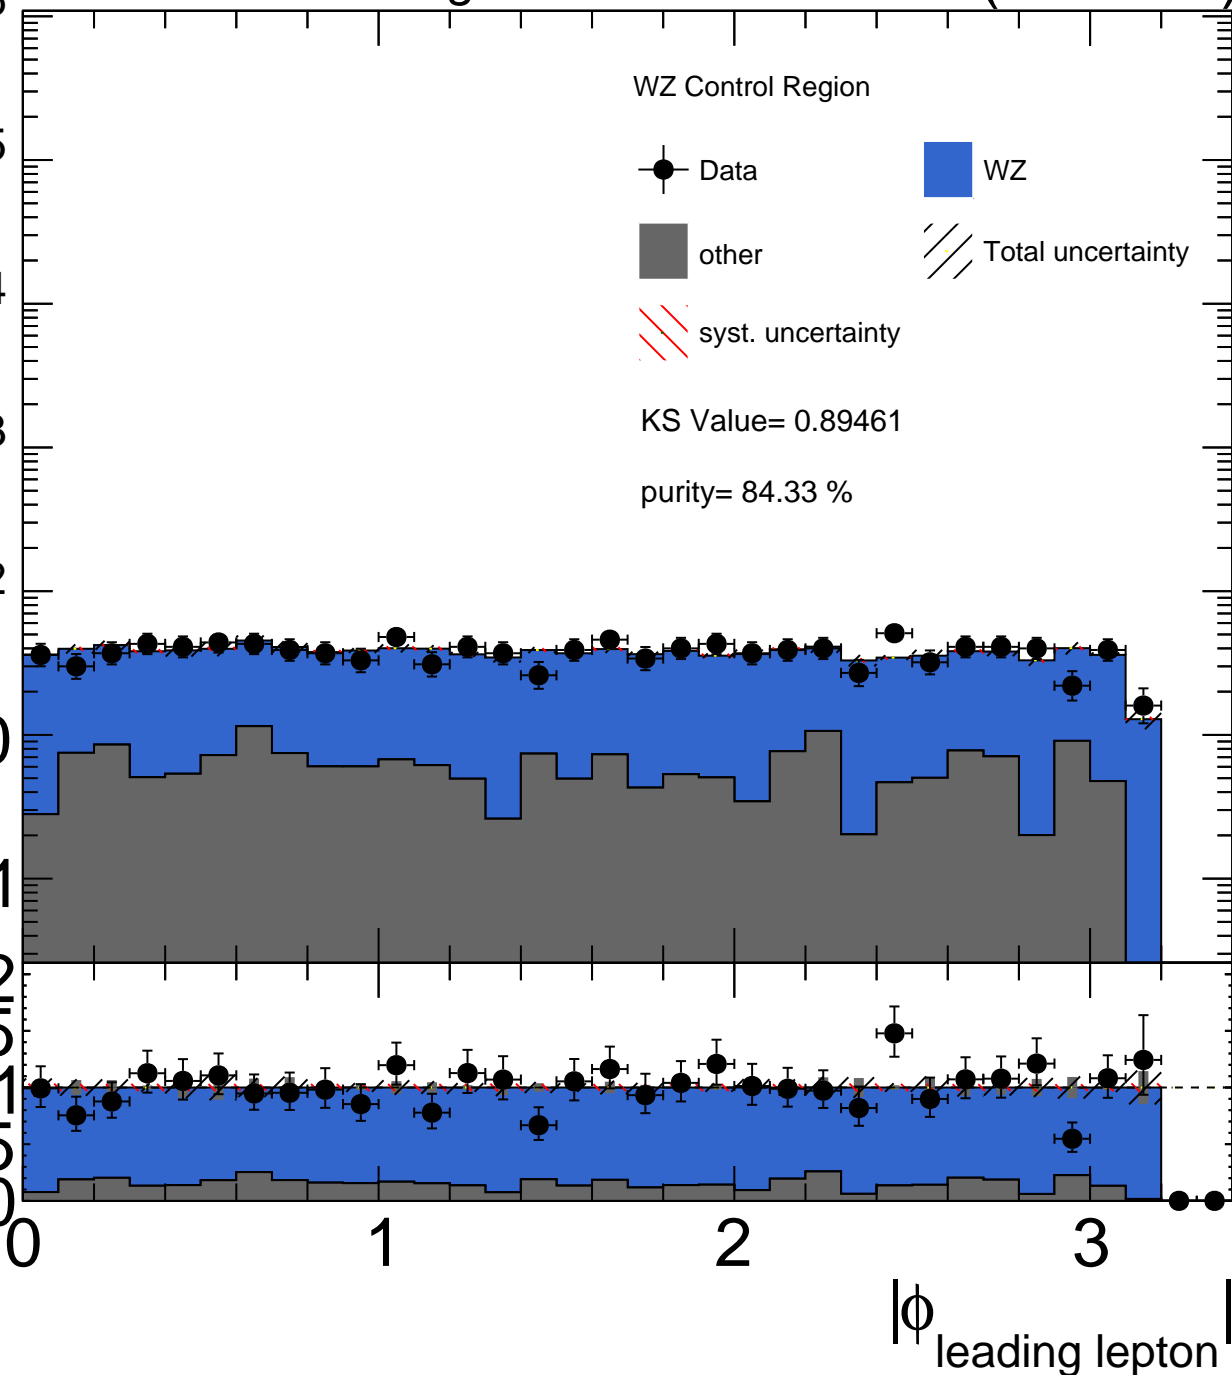 WZ Control Region
Data
WZ
other
Total uncertainty
syst. uncertainty
KS Value= 0.89461
purity= 84.33 %
0 1 2 3
|ϕ leading lepton|